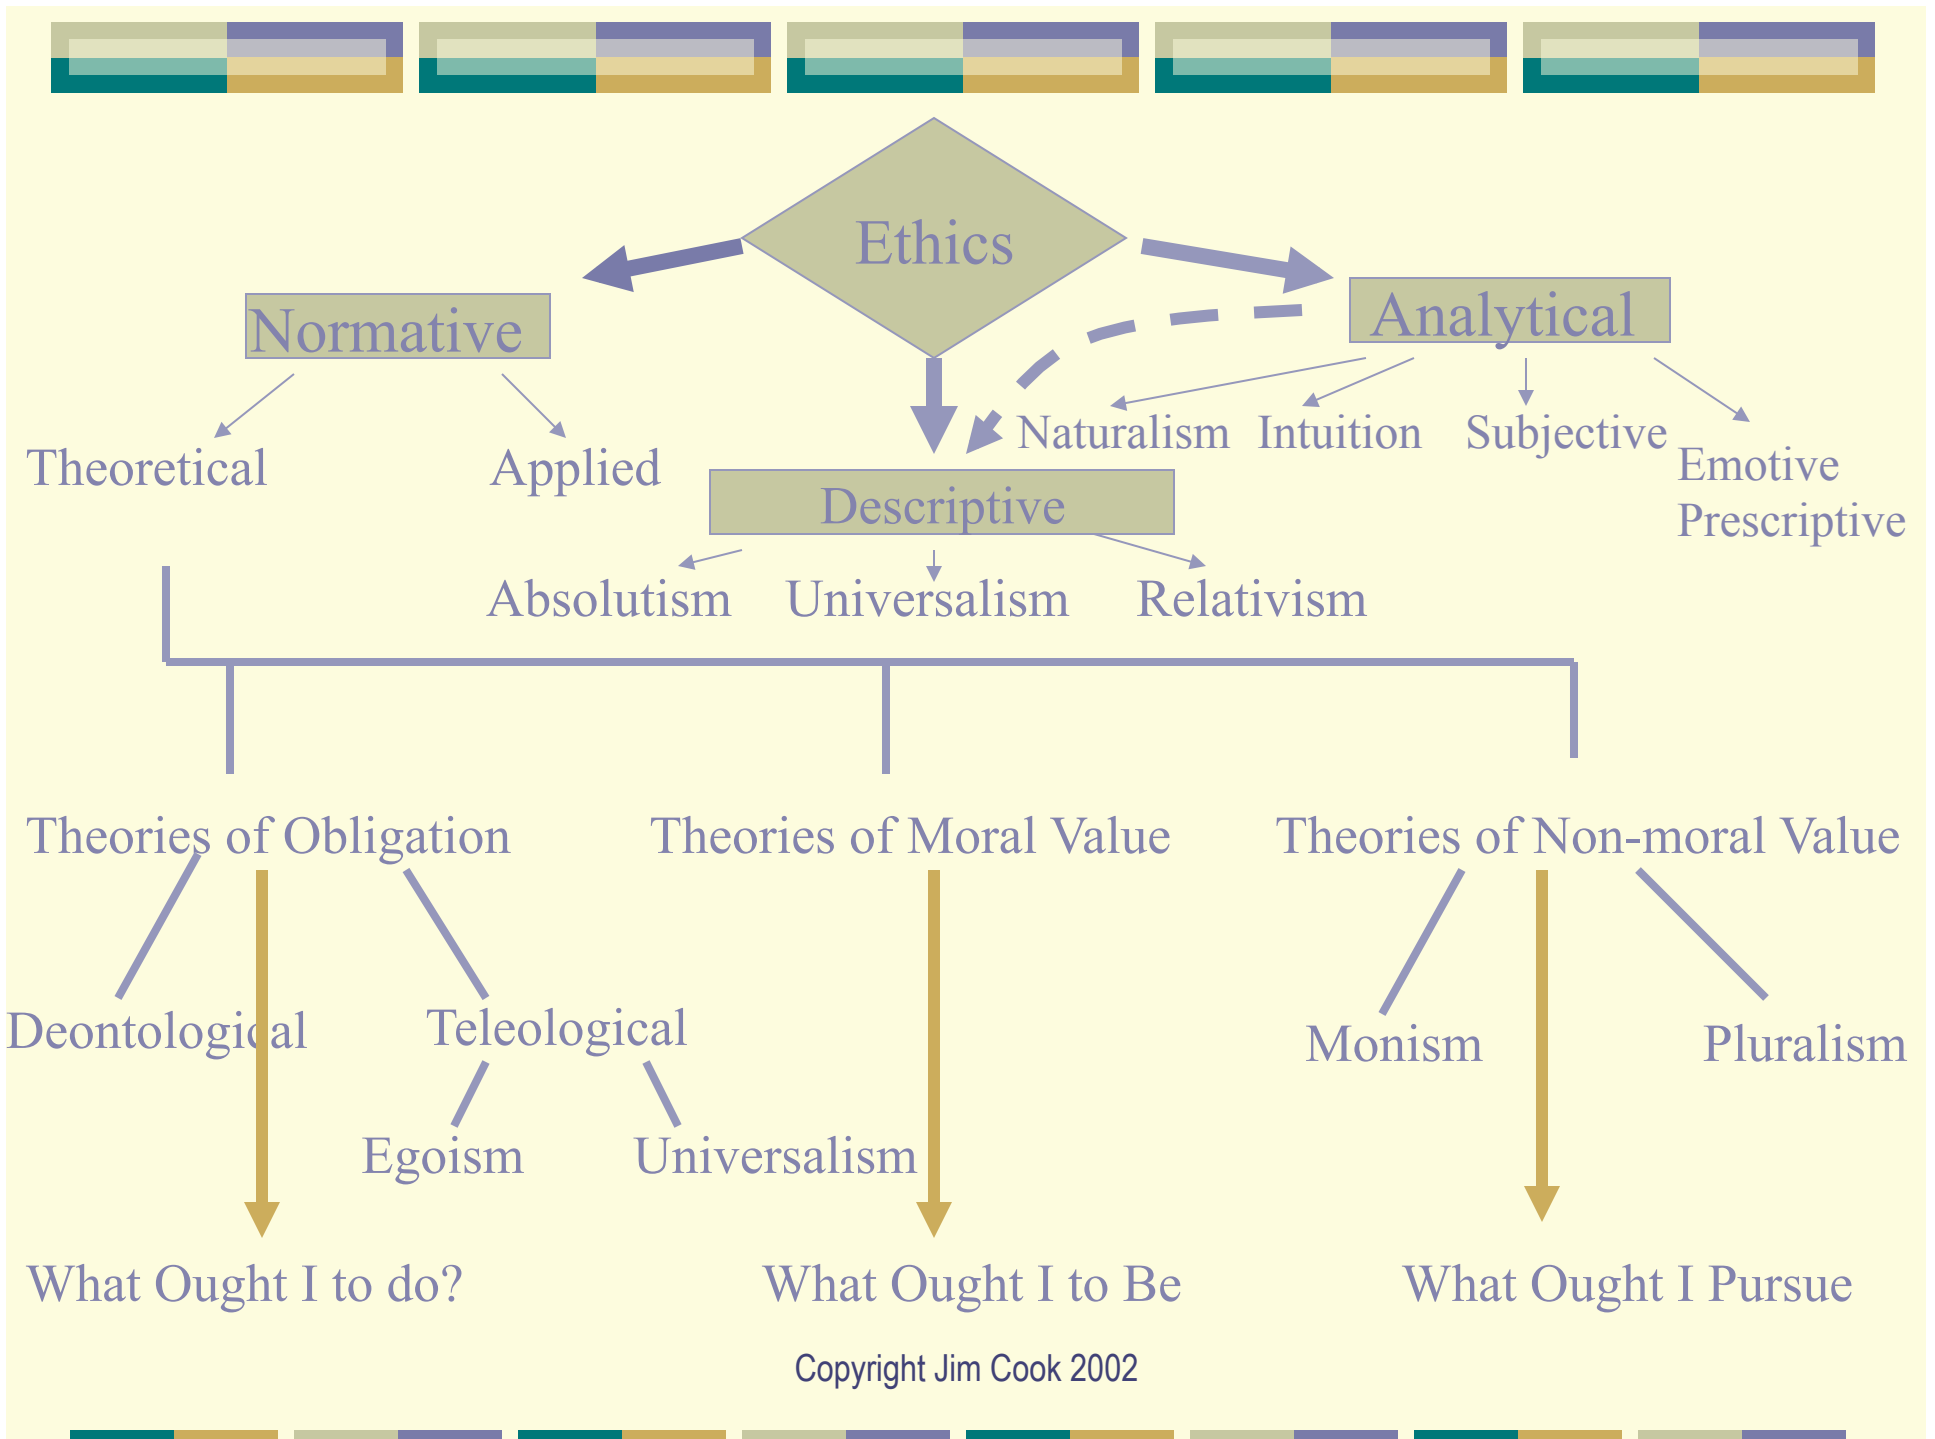 Ethics
Normative
Analytical
Naturalism
Intuition
Subjective
Emotive
Prescriptive
Theoretical
Applied
Descriptive
Absolutism
Universalism
Relativism
Theories of Obligation
Theories of Moral Value
Theories of Non-moral Value
Deontological
Teleological
Monism
Pluralism
Egoism
Universalism
What Ought I to do?
What Ought I to Be
What Ought I Pursue
Copyright Jim Cook 2002